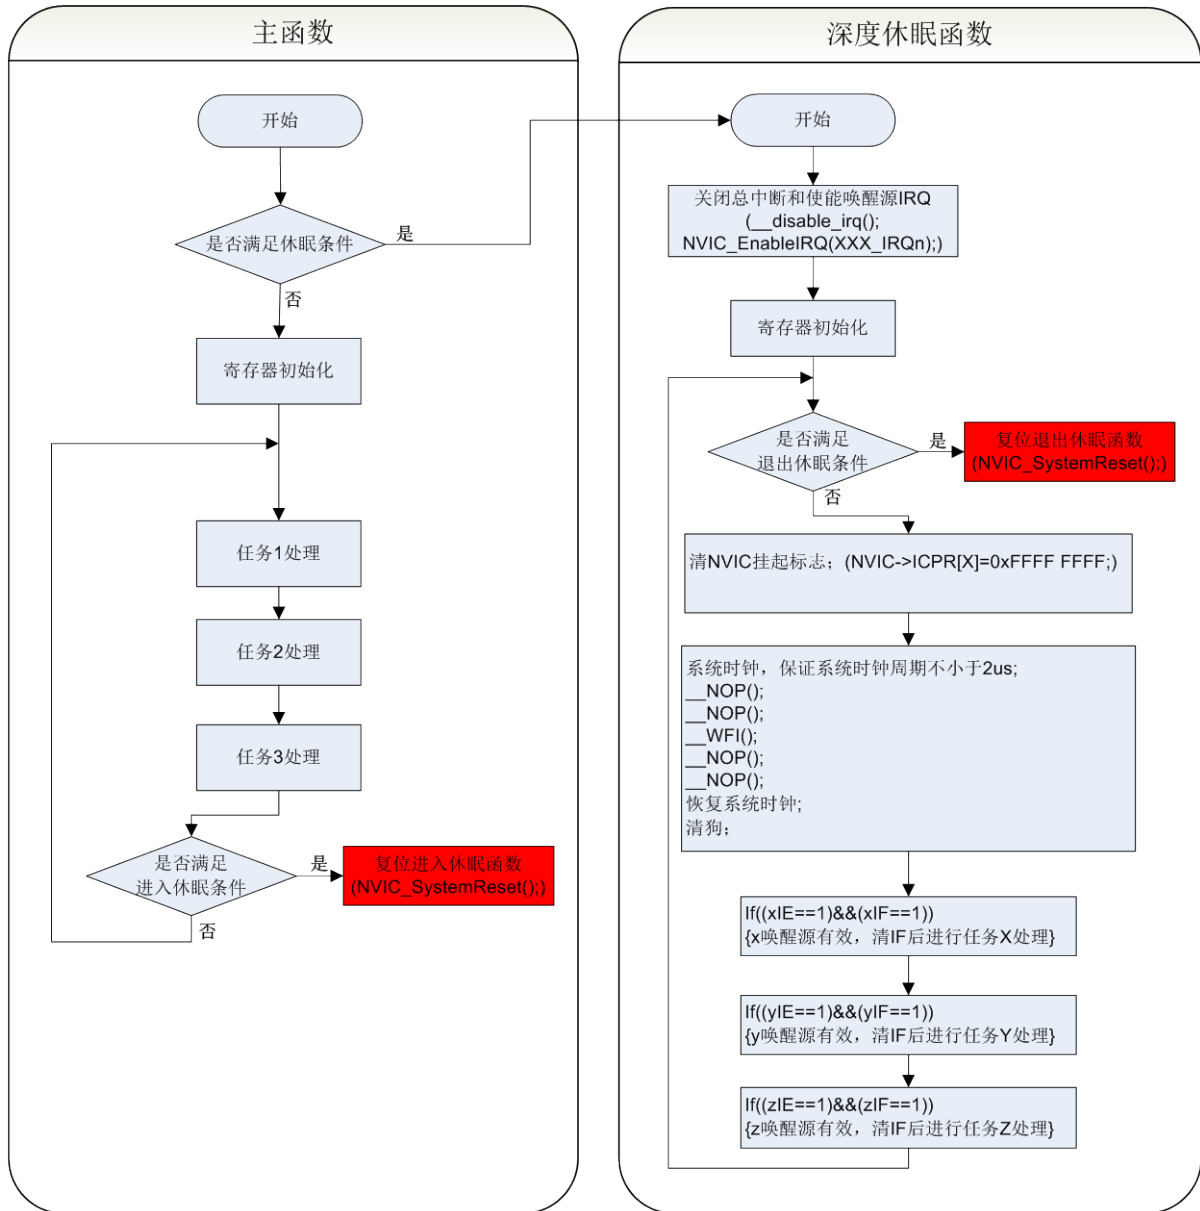 主函数
开始
是否满足休眠条件
是
否
寄存器初始化
任务1处理
任务2处理
任务3处理
是否满足
进入休眠条件
是
复位进入休眠函数
(NVIC_SystemReset();)
否
深度休眠函数
开始
关闭总中断和使能唤醒源IRQ
(__disable_irq();
NVIC_EnableIRQ(XXX_IRQn);)
寄存器初始化
是否满足
退出休眠条件
是
复位退出休眠函数
(NVIC_SystemReset();)
否
清NVIC挂起标志；(NVIC->ICPR[X]=0xFFFF FFFF;)
系统时钟，保证系统时钟周期不小于2us;
__NOP();
__NOP();
__WFI();
__NOP();
__NOP();
恢复系统时钟;
清狗；
If((xIE==1)&&(xIF==1))
{x唤醒源有效，清IF后进行任务X处理}
If((yIE==1)&&(yIF==1))
{y唤醒源有效，清IF后进行任务Y处理}
If((zIE==1)&&(zIF==1))
{z唤醒源有效，清IF后进行任务Z处理}